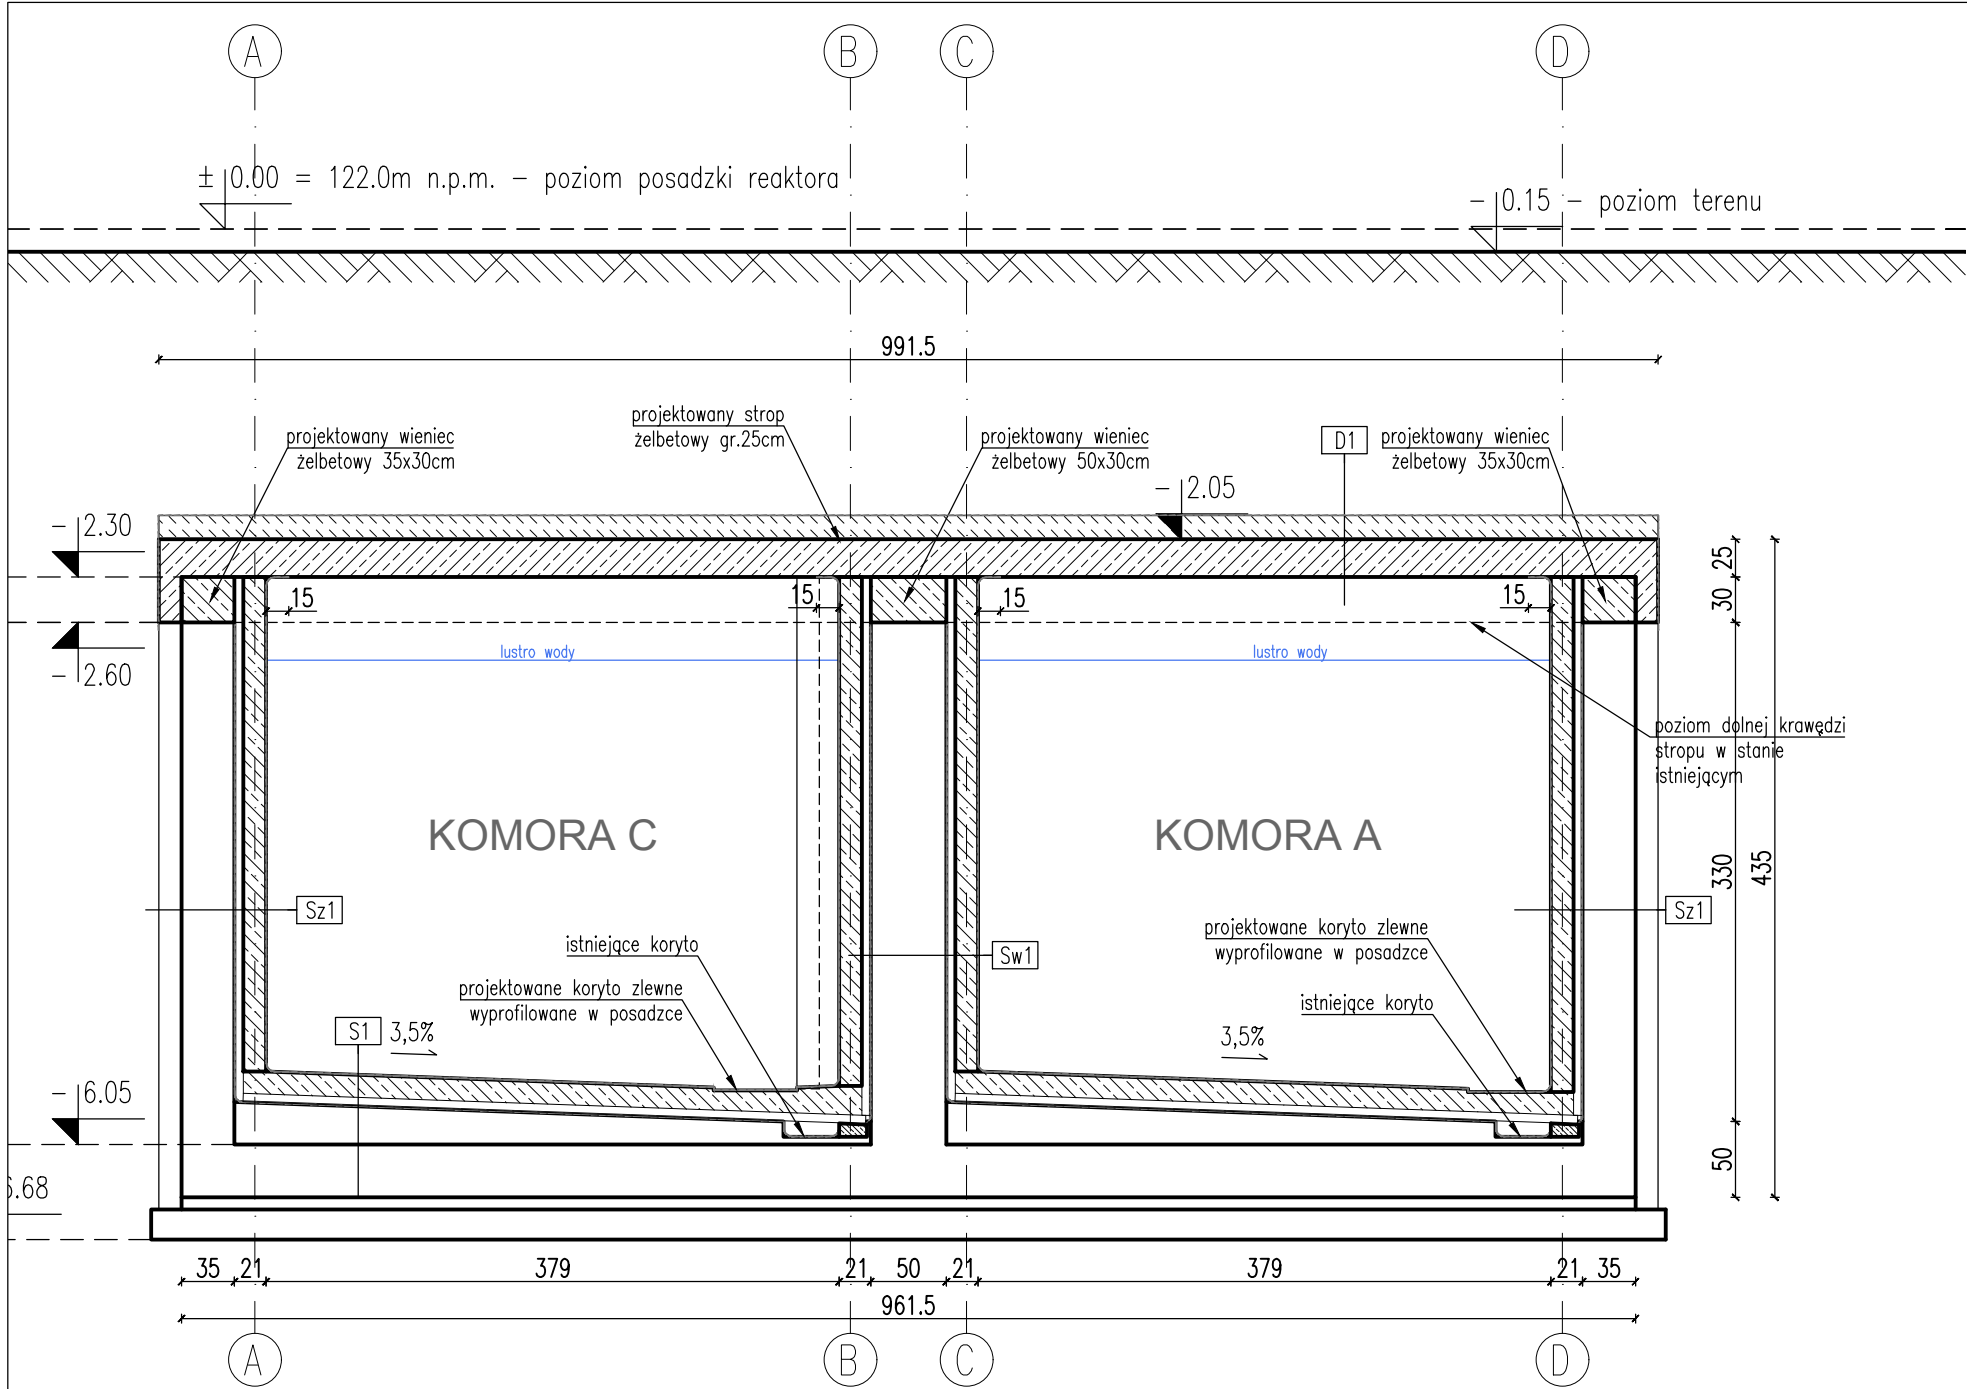 A
B
C
D
± 0.00 = 122.0m n.p.m. – poziom posadzki reaktora
– 0.15 – poziom terenu
991.5
projektowany wieniec
żelbetowy 35x30cm
projektowany strop
żelbetowy gr.25cm
projektowany wieniec
żelbetowy 50x30cm
D1
projektowany wieniec
żelbetowy 35x30cm
– 2.05
– 2.30
25
30
15
15
15
15
– 2.60
lustro wody
lustro wody
poziom dolnej krawędzi
stropu w stanie
istniejącym
KOMORA C
KOMORA A
330
435
Sz1
Sz1
Sw1
istniejące koryto
projektowane koryto zlewne
wyprofilowane w posadzce
projektowane koryto zlewne
wyprofilowane w posadzce
istniejące koryto
S1
3,5%
3,5%
– 6.05
50
6.68
35
21
379
21
50
21
379
21
35
961.5
A
B
C
D